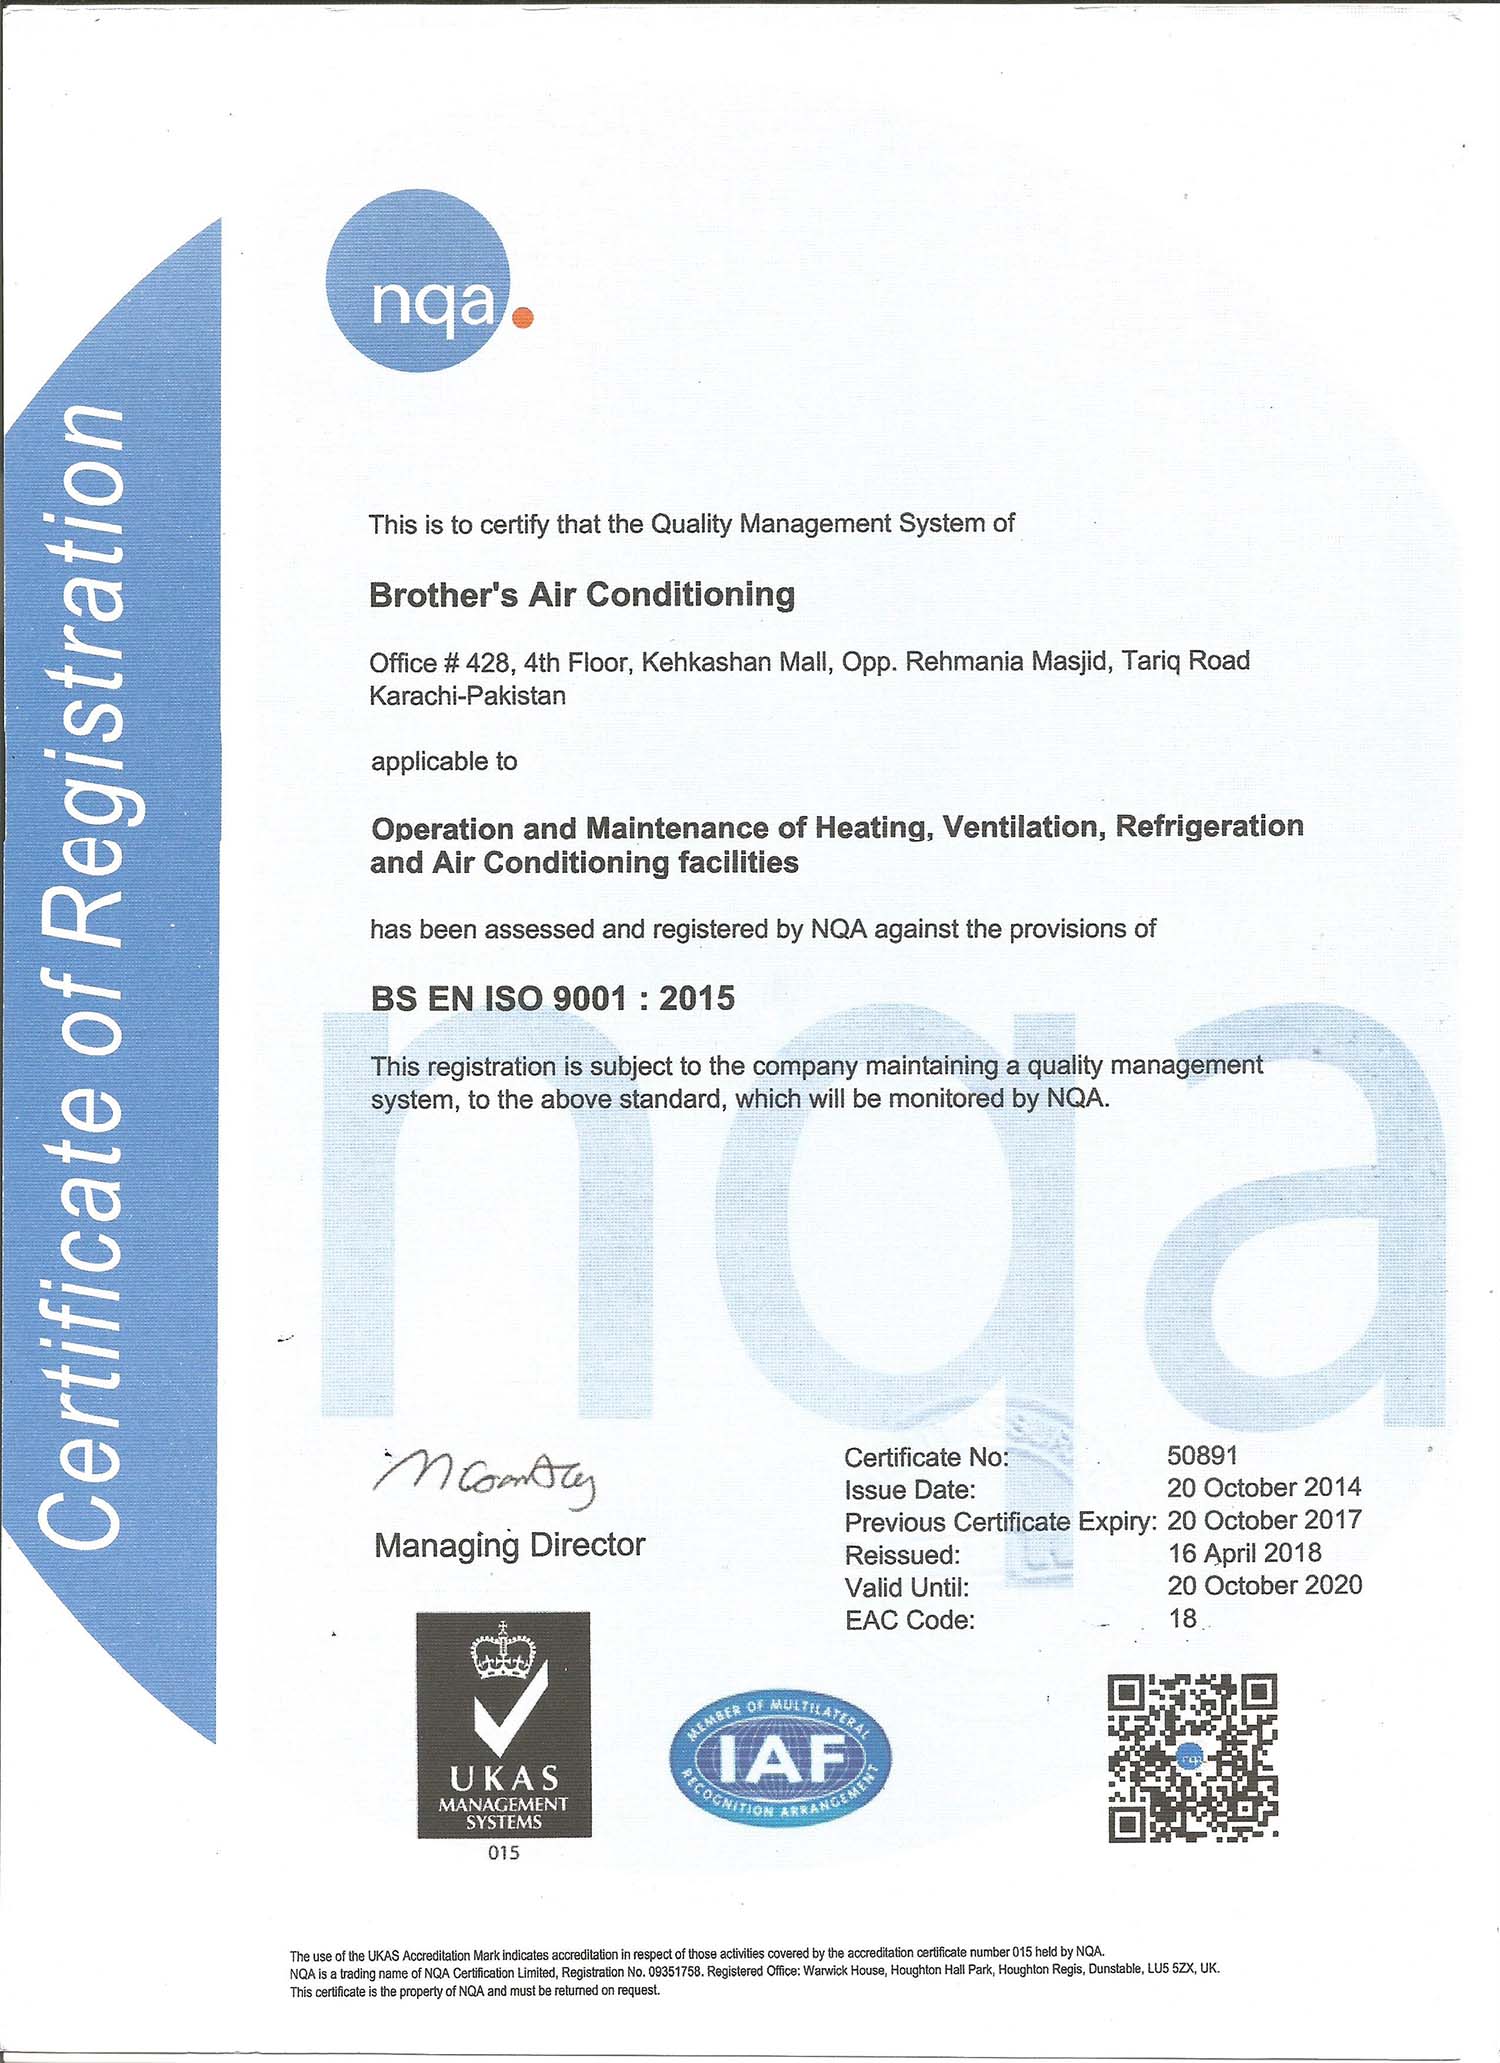 Certificate of Registration
nqa.
This is to certify that the Quality Management System of
Brother's Air Conditioning
Office # 428, 4th Floor, Kehkashan Mall, Opp. Rehmania Masjid, Tariq Road
Karachi-Pakistan
applicable to
Operation and Maintenance of Heating, Ventilation, Refrigeration
and Air Conditioning facilities
has been assessed and registered by NQA against the provisions of
BS EN ISO 9001 : 2015
This registration is subject to the company maintaining a quality management
system, to the above standard, which will be monitored by NQA.
nqa
Managing Director
Certificate No: 50891
Issue Date: 20 October 2014
Previous Certificate Expiry: 20 October 2017
Reissued: 16 April 2018
Valid Until: 20 October 2020
EAC Code: 18
UKAS
MANAGEMENT
SYSTEMS
015
MEMBER OF MULTILATERAL
IAF
RECOGNITION ARRANGEMENT
nqa
The use of the UKAS Accreditation Mark indicates accreditation in respect of those activities covered by the accreditation certificate number 015 held by NQA.
NQA is a trading name of NQA Certification Limited, Registration No. 09351758. Registered Office: Warwick House, Houghton Hall Park, Houghton Regis, Dunstable, LU5 5ZX, UK.
This certificate is the property of NQA and must be returned on request.